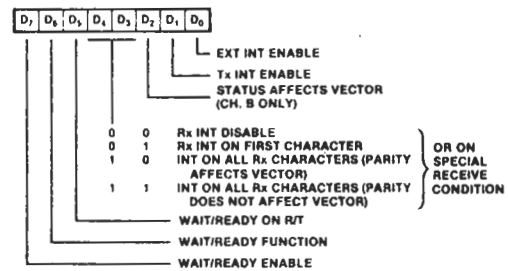 D7 D6 D5 D4 D3 D2 D1 D0
EXT INT ENABLE
Tx INT ENABLE
STATUS AFFECTS VECTOR
(CH. B ONLY)
0 0 Rx INT DISABLE
0 1 Rx INT ON FIRST CHARACTER
1 0 INT ON ALL Rx CHARACTERS (PARITY
AFFECTS VECTOR)
1 1 INT ON ALL Rx CHARACTERS (PARITY
DOES NOT AFFECT VECTOR)
OR ON
SPECIAL
RECEIVE
CONDITION
WAIT/READY ON R/T
WAIT/READY FUNCTION
WAIT/READY ENABLE